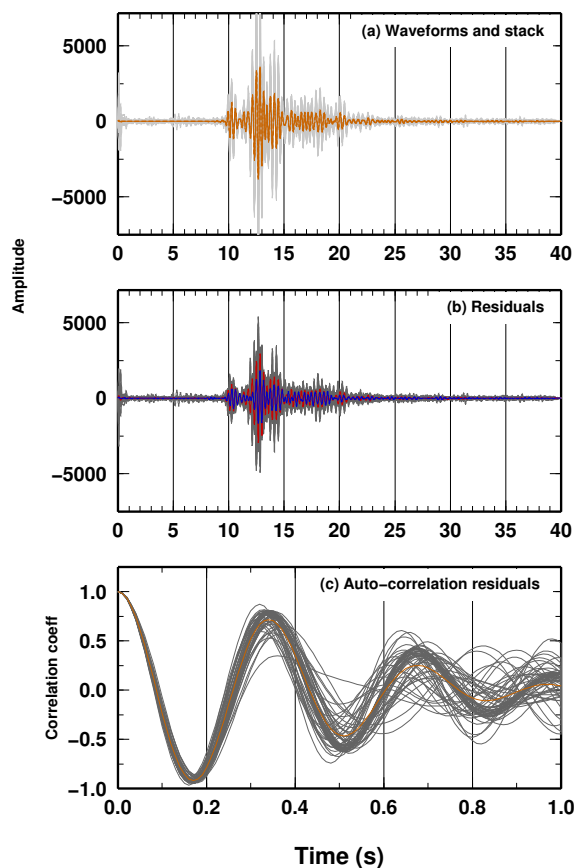 (a) Waveforms and stack
5000
0
−5000
0 5 10 15 20 25 30 35 40
Amplitude
(b) Residuals
5000
0
−5000
0 5 10 15 20 25 30 35 40
(c) Auto−correlation residuals
1.0
0.5
0.0
−0.5
−1.0
Correlation coeff
0.0 0.2 0.4 0.6 0.8 1.0
Time (s)